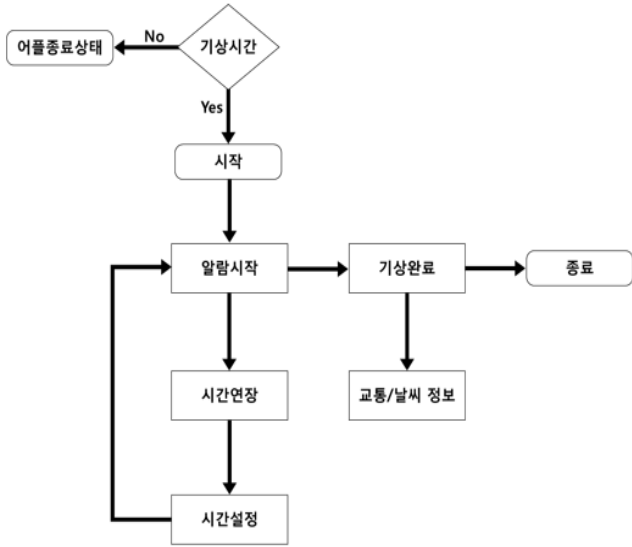 기상시간
No
어플종료상태
Yes
시작
알람시작
기상완료
종료
시간연장
교통/날씨 정보
시간설정